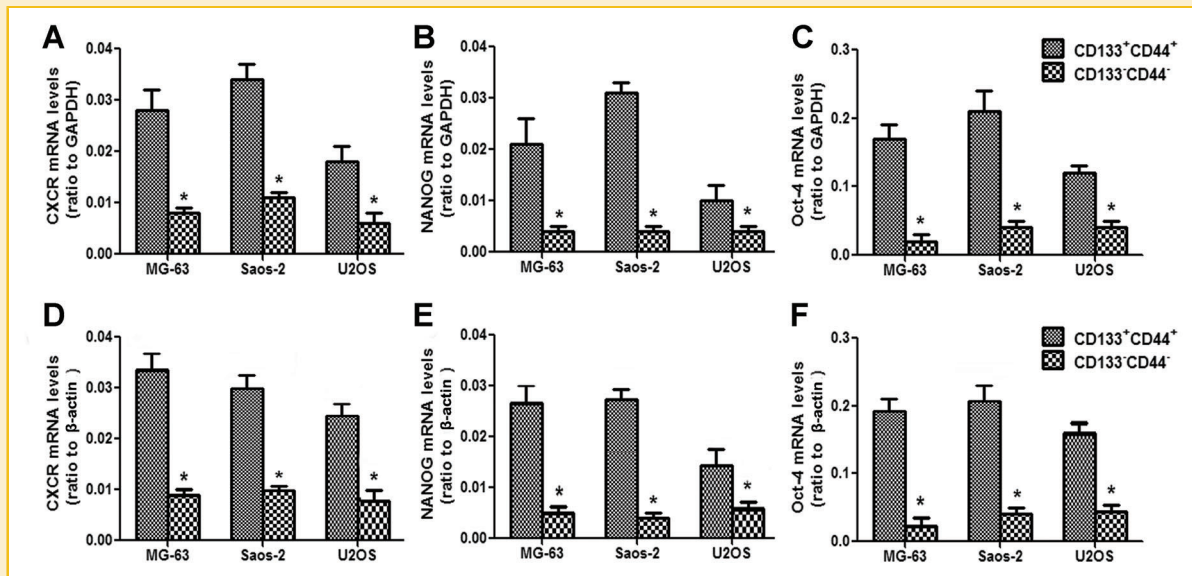 A
CXCR mRNA levels
(ratio to GAPDH)
0.04
0.03
0.02
0.01
0.00
MG-63
Saos-2
U2OS
*
*
*
B
NANOG mRNA levels
(ratio to GAPDH)
0.04
0.03
0.02
0.01
0.00
MG-63
Saos-2
U2OS
*
*
*
C
Oct-4 mRNA levels
(ratio to GAPDH)
0.3
0.2
0.1
0.0
MG-63
Saos-2
U2OS
*
*
*
CD133⁺CD44⁺
CD133⁻CD44⁻
D
CXCR mRNA levels
(ratio to β-actin )
0.04
0.03
0.02
0.01
0.00
MG-63
Saos-2
U2OS
*
*
*
E
NANOG mRNA levels
(ratio to β-actin )
0.04
0.03
0.02
0.01
0.00
MG-63
Saos-2
U2OS
*
*
*
F
Oct-4 mRNA levels
(ratio to β-actin )
0.3
0.2
0.1
0.0
MG-63
Saos-2
U2OS
*
*
*
CD133⁺CD44⁺
CD133⁻CD44⁻